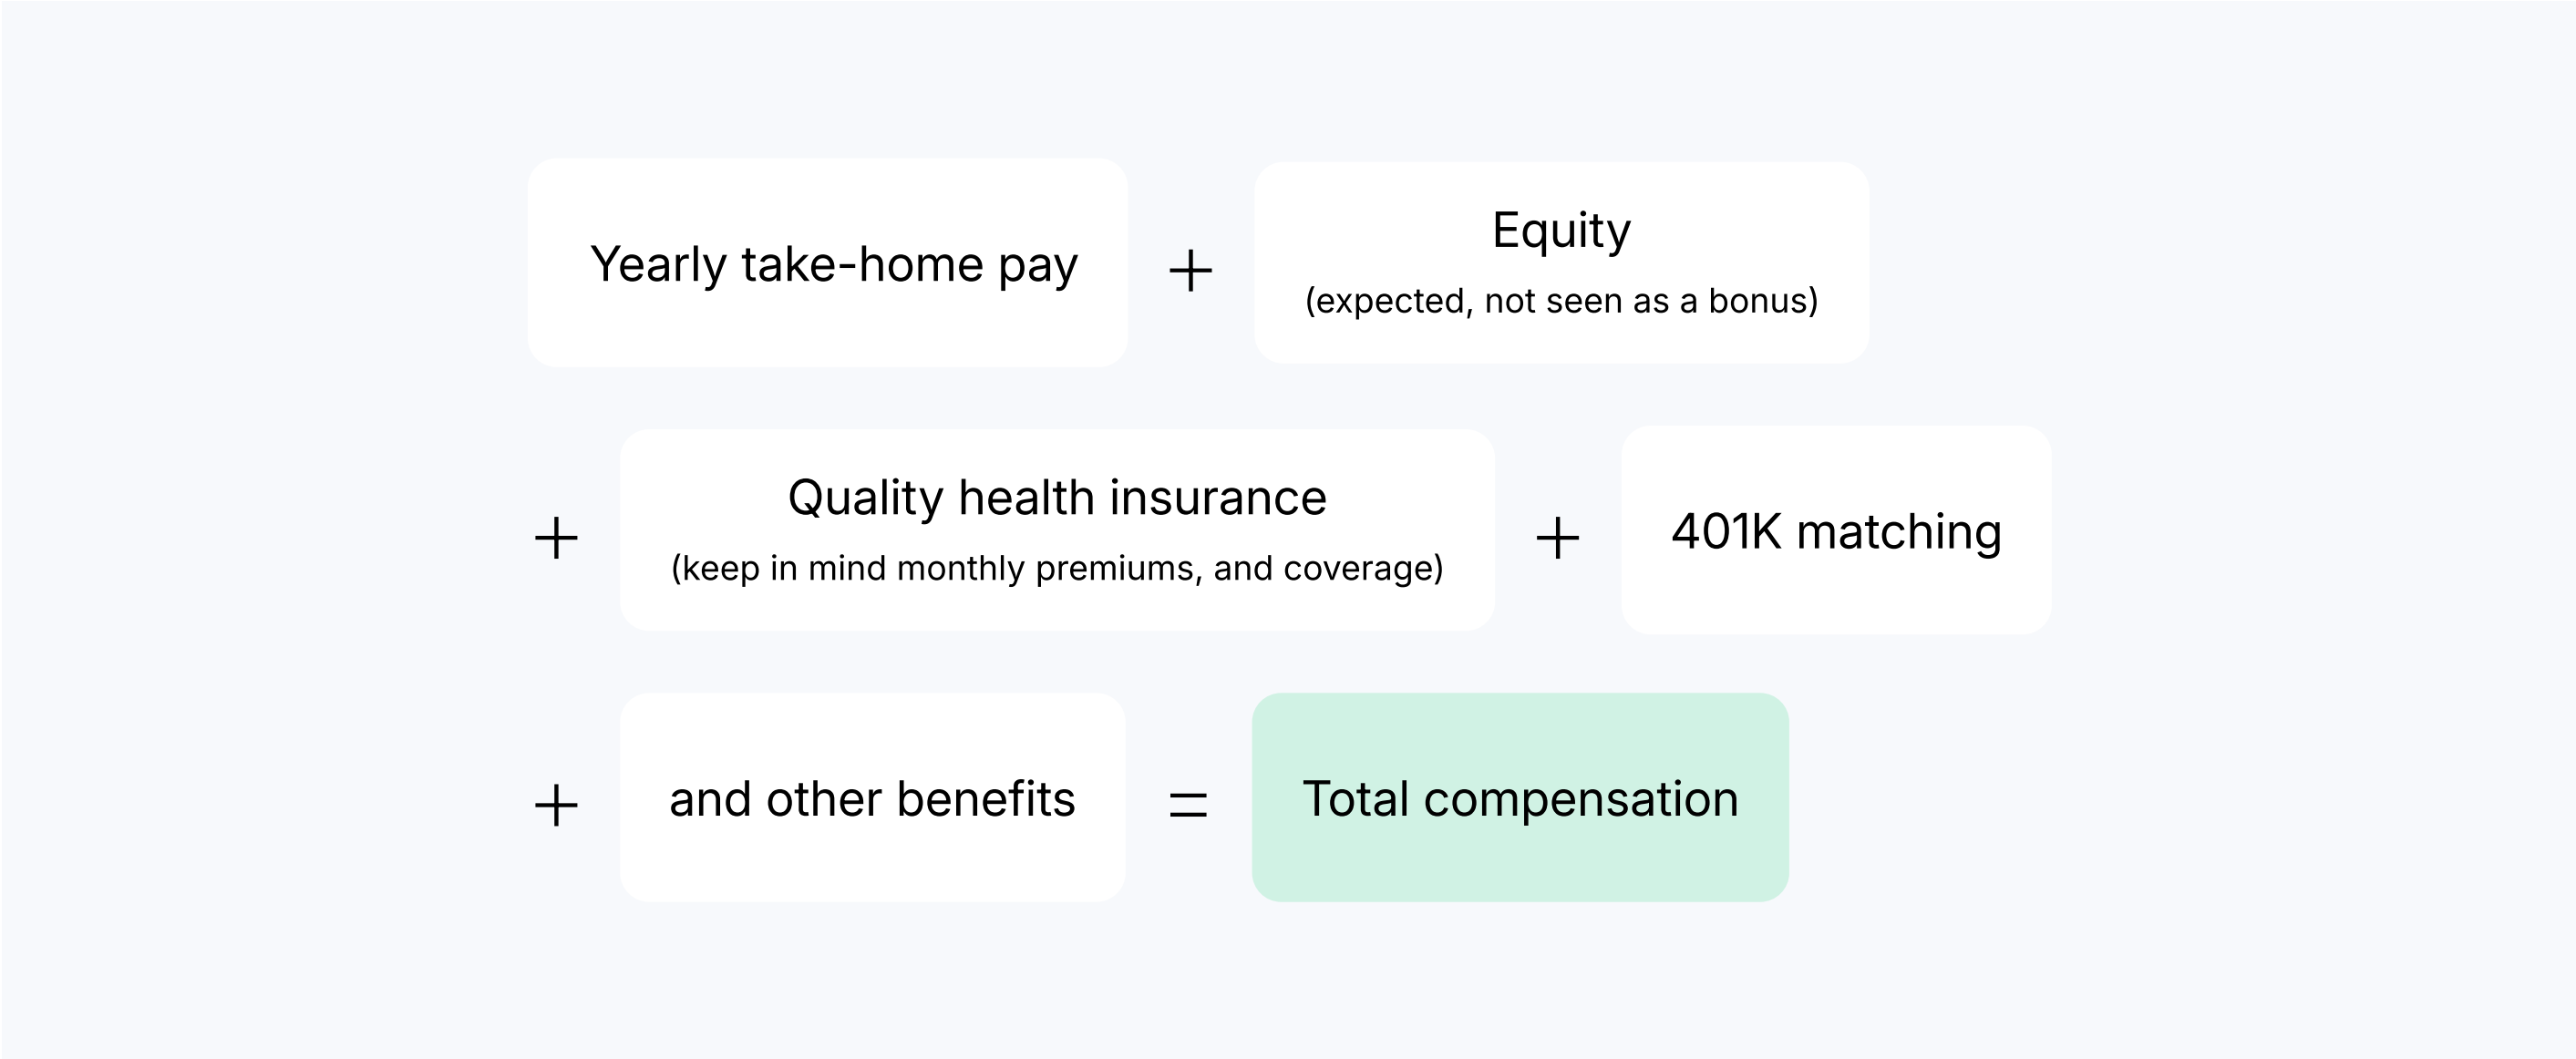 Yearly take-home pay + Equity
(expected, not seen as a bonus)
+ Quality health insurance + 401K matching
(keep in mind monthly premiums, and coverage)
+ and other benefits = Total compensation